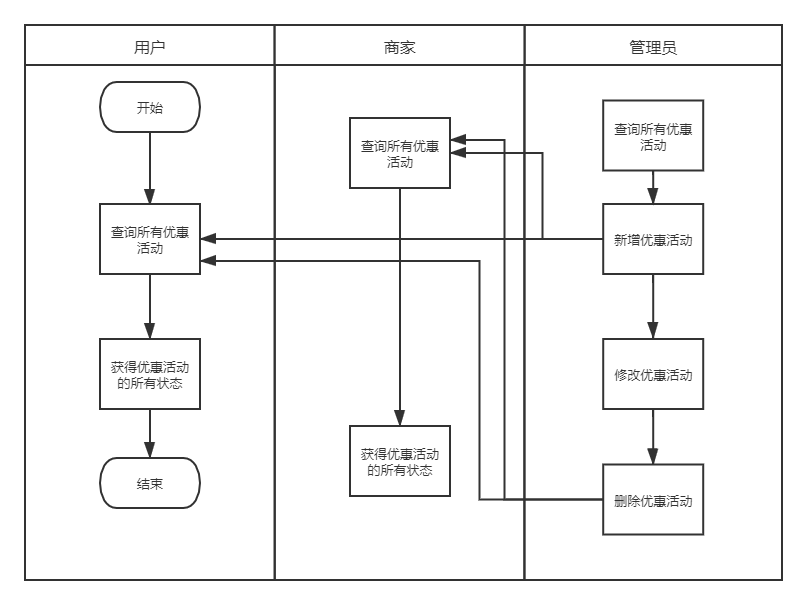 用户
商家
管理员
开始
查询所有优惠
活动
获得优惠活动
的所有状态
结束
查询所有优惠
活动
获得优惠活动
的所有状态
查询所有优惠
活动
新增优惠活动
修改优惠活动
删除优惠活动